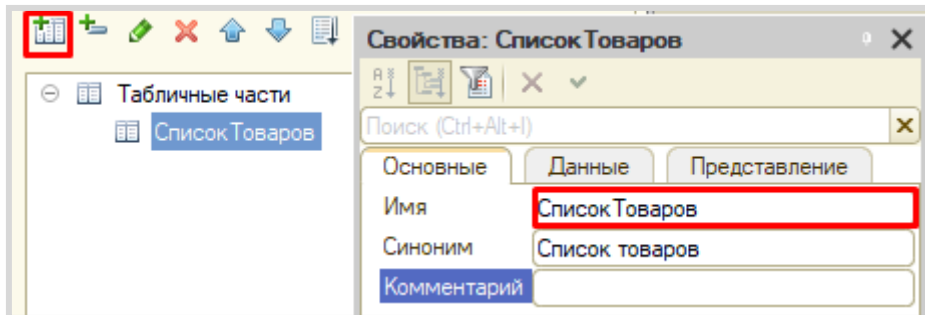 Свойства: СписокТоваров
Табличные части
СписокТоваров
Поиск (Ctrl+Alt+I)
Основные Данные Представление
Имя СписокТоваров
Синоним Список товаров
Комментарий